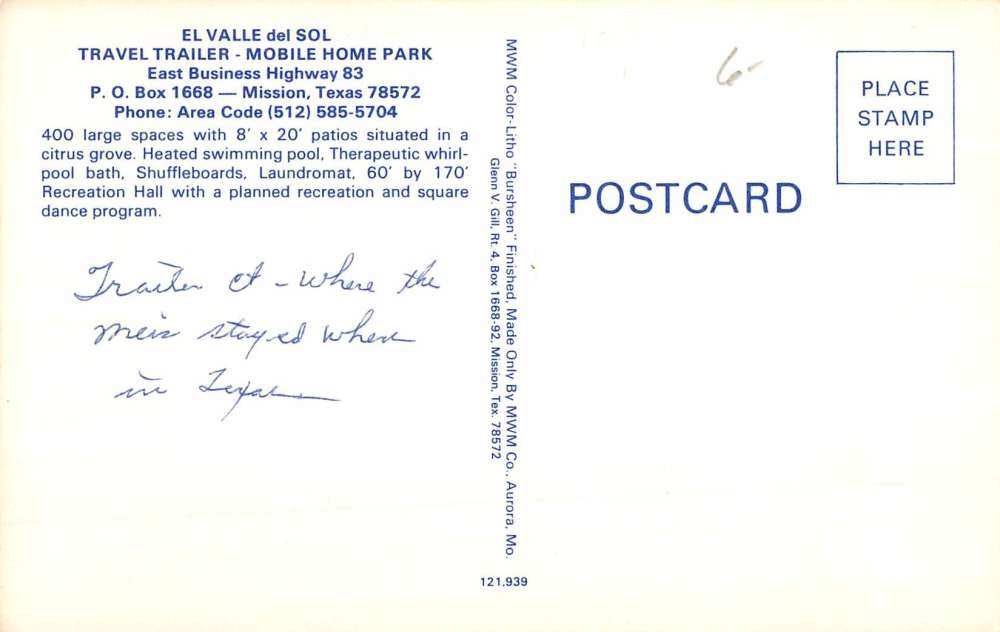 EL VALLE del SOL
TRAVEL TRAILER - MOBILE HOME PARK
East Business Highway 83
P. O. Box 1668 — Mission, Texas 78572
Phone: Area Code (512) 585-5704
400 large spaces with 8' x 20' patios situated in a
citrus grove. Heated swimming pool, Therapeutic whirl-
pool bath, Shuffleboards, Laundromat, 60' by 170'
Recreation Hall with a planned recreation and square
dance program.
Trailer ct - where the
stayed when
in Texas
MWM Color-Litho "Bursheen" Finished, Made Only By MWM Co., Aurora, Mo.
Glenn V. Gill, Rt. 4, Box 1668-92, Mission, Tex. 78572
121,939
6-
POSTCARD
PLACE
STAMP
HERE